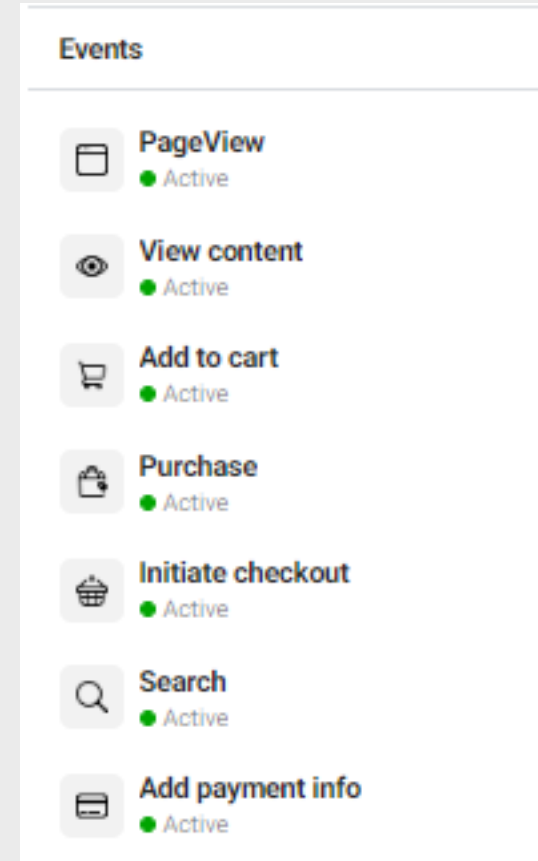 Events
PageView
Active
View content
Active
Add to cart
Active
Purchase
Active
Initiate checkout
Active
Search
Active
Add payment info
Active